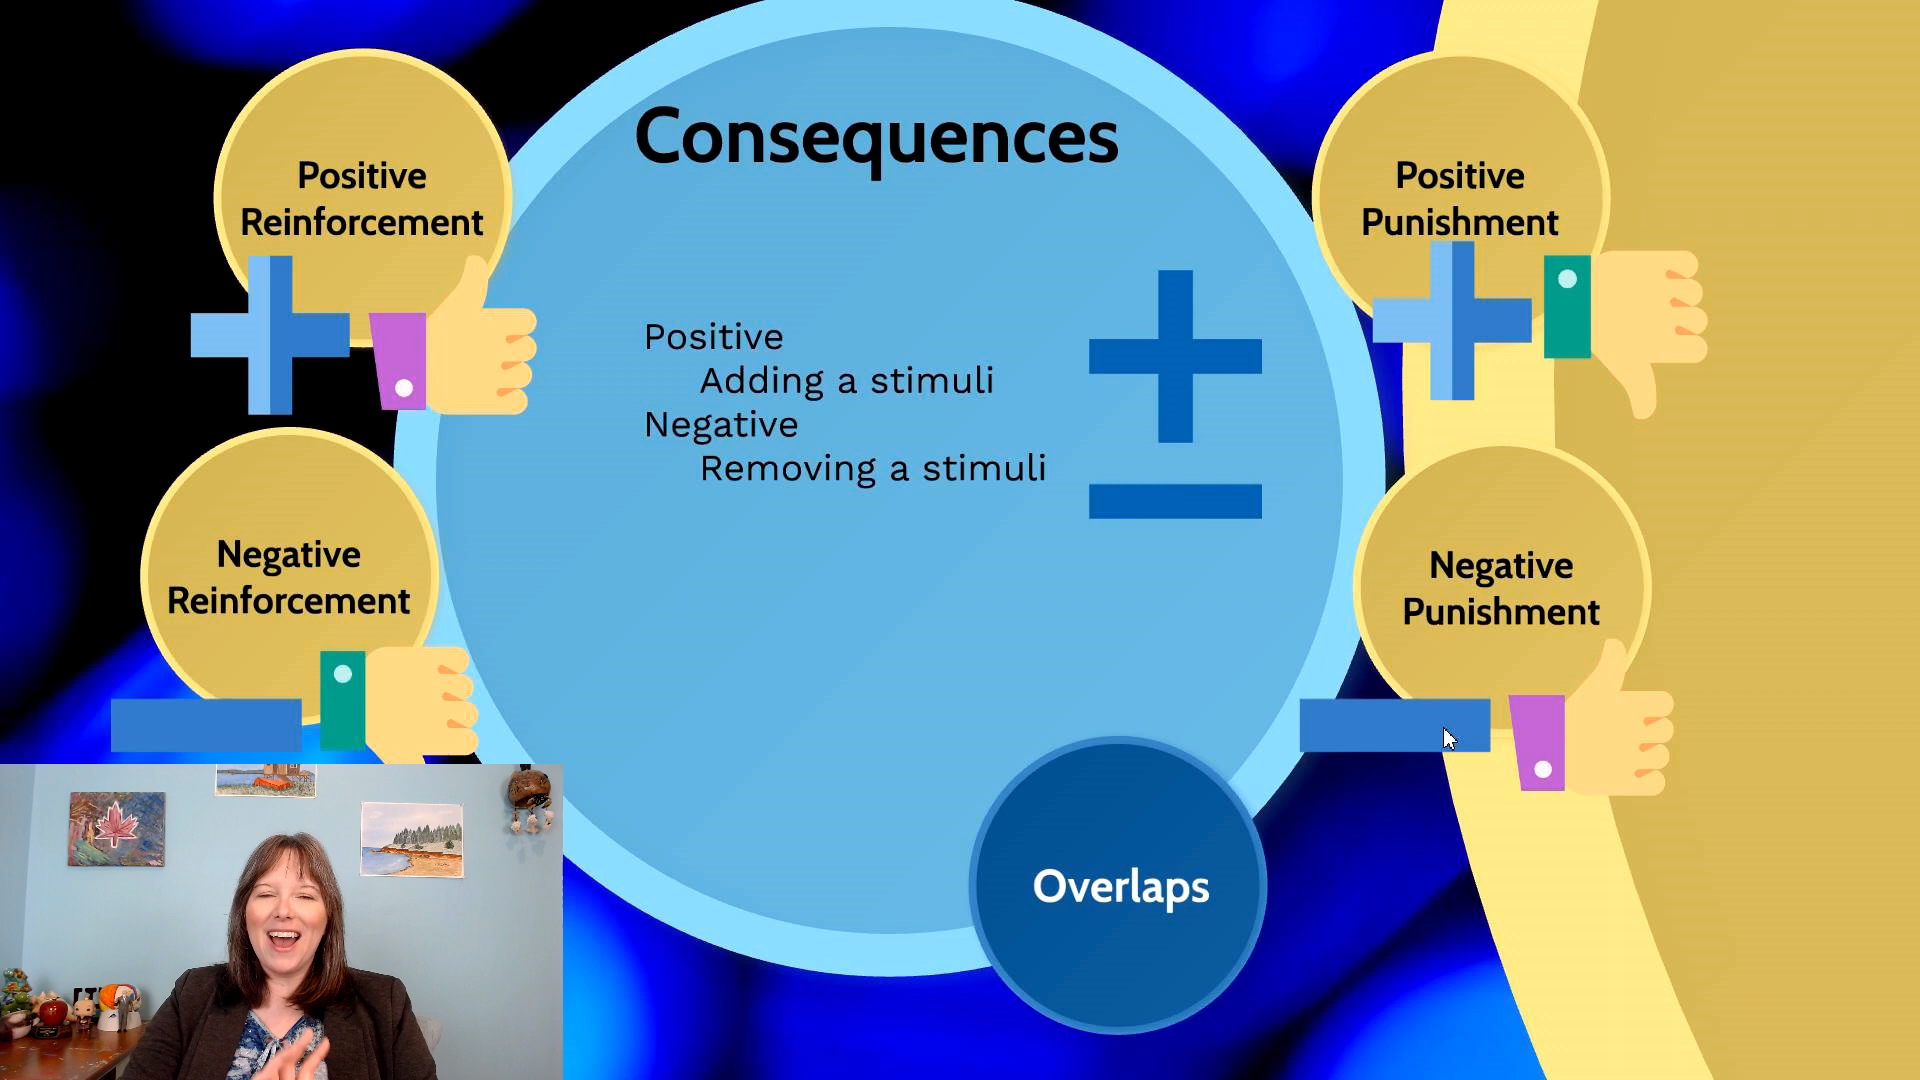 Consequences
Positive
Reinforcement
Positive
Punishment
Positive
Adding a stimuli
Negative
Removing a stimuli
Negative
Reinforcement
Negative
Punishment
Overlaps